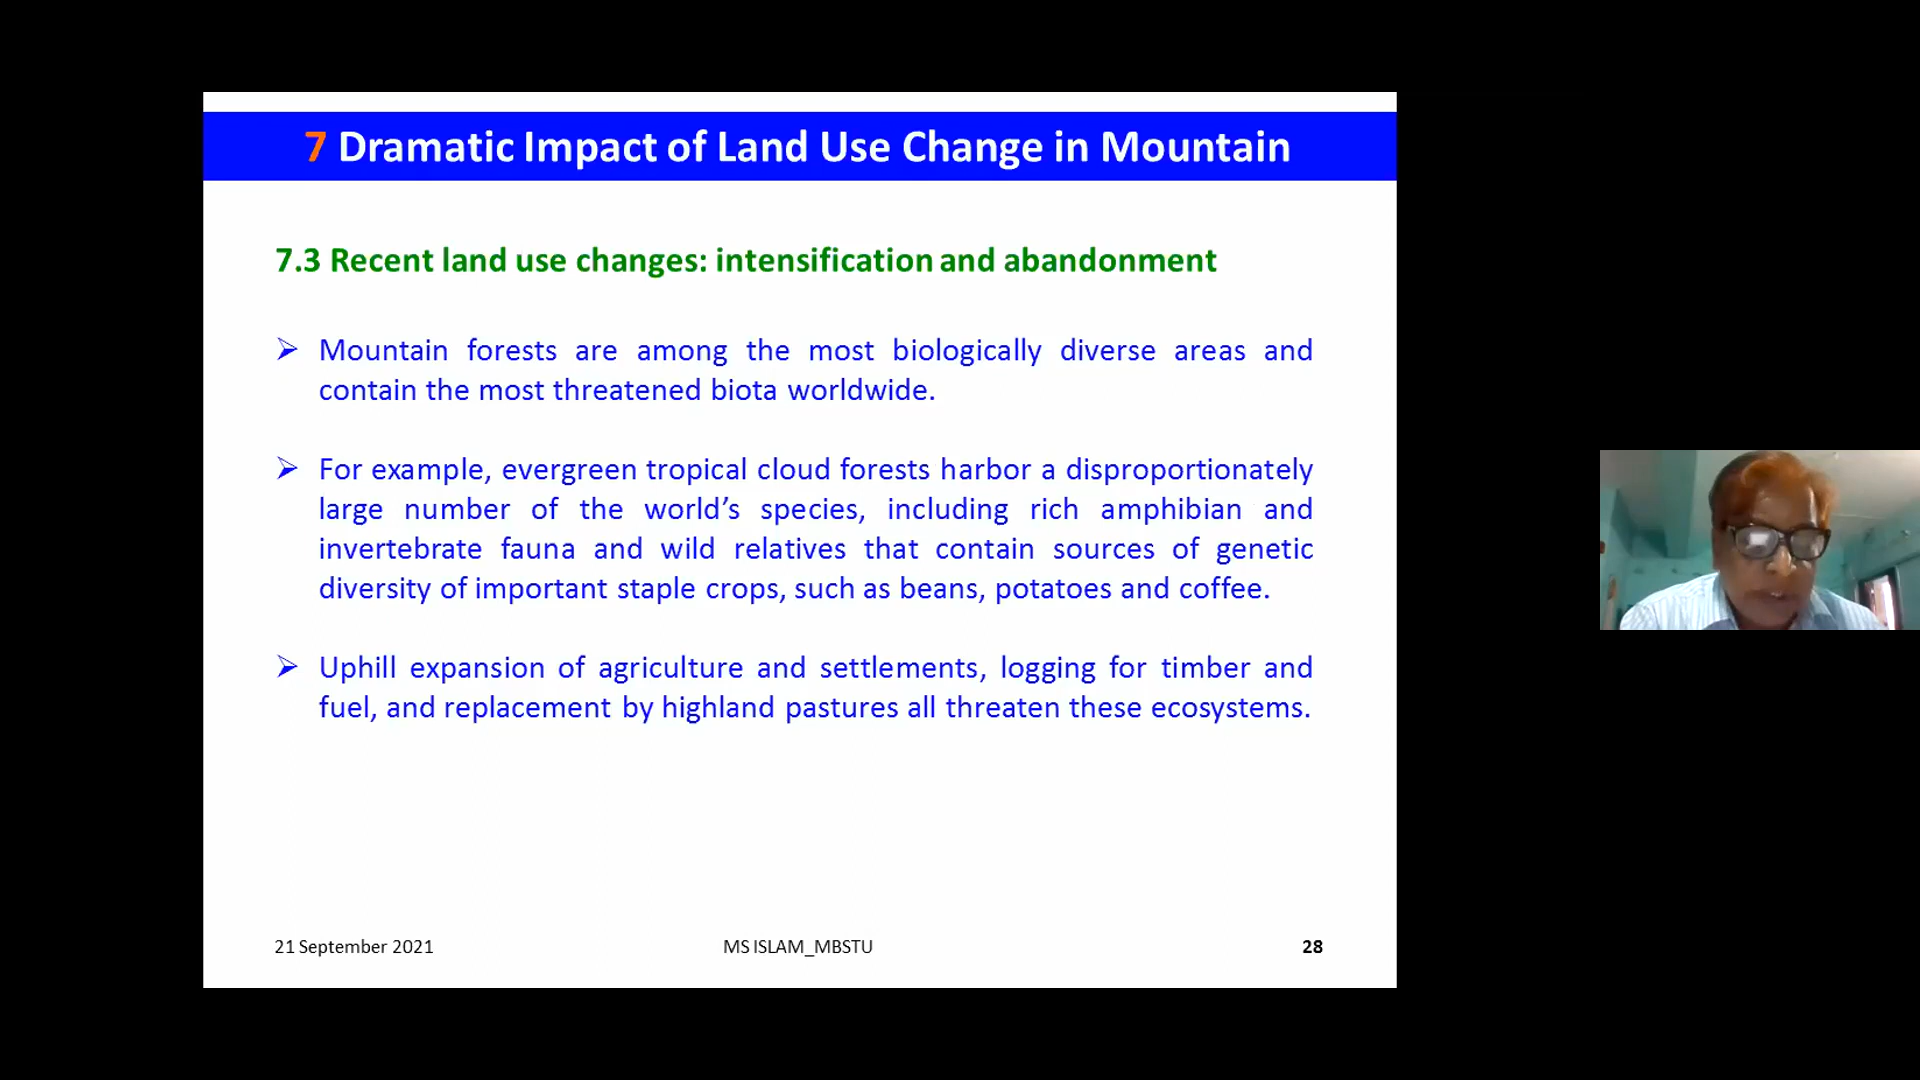 7 Dramatic Impact of Land Use Change in Mountain
7.3 Recent land use changes: intensification and abandonment
➢ Mountain forests are among the most biologically diverse areas and
contain the most threatened biota worldwide.
➢ For example, evergreen tropical cloud forests harbor a disproportionately
large number of the world’s species, including rich amphibian and
invertebrate fauna and wild relatives that contain sources of genetic
diversity of important staple crops, such as beans, potatoes and coffee.
➢ Uphill expansion of agriculture and settlements, logging for timber and
fuel, and replacement by highland pastures all threaten these ecosystems.
21 September 2021 MS ISLAM_MBSTU 28